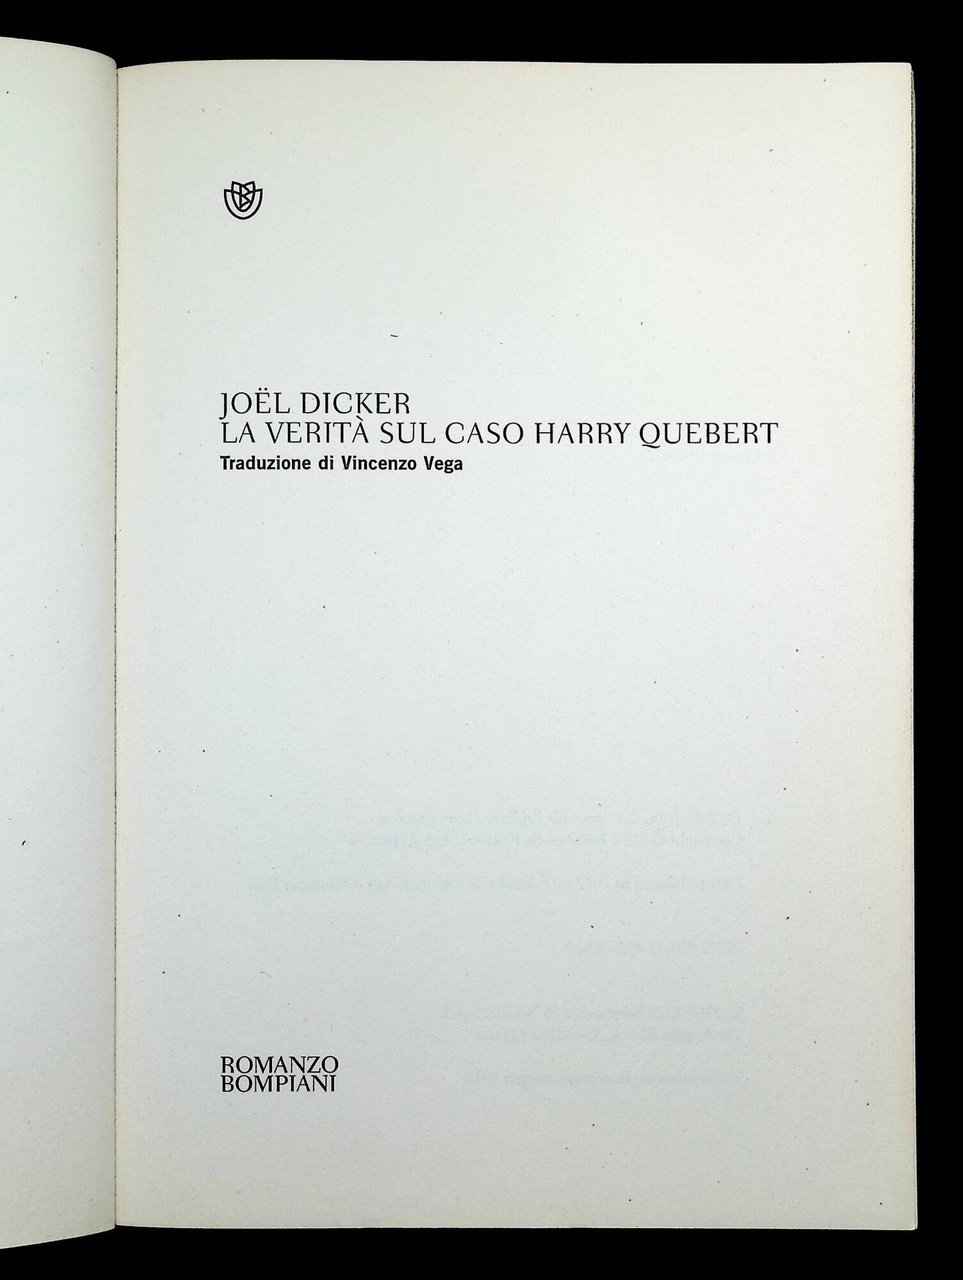 JOËL DICKER
LA VERITÀ SUL CASO HARRY QUEBERT
Traduzione di Vincenzo Vega
ROMANZO
BOMPIANI